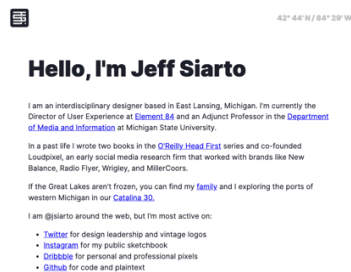 42° 44' N / 84° 29' W
Hello, I'm Jeff Siarto
I am an interdisciplinary designer based in East Lansing, Michigan. I'm currently the
Director of User Experience at Element 84 and an Adjunct Professor in the Department
of Media and Information at Michigan State University.
In a past life I wrote two books in the O'Reilly Head First series and co-founded
Loudpixel, an early social media research firm that worked with brands like New
Balance, Radio Flyer, Wrigley, and MillerCoors.
If the Great Lakes aren't frozen, you can find my family and I exploring the ports of
western Michigan in our Catalina 30.
I am @jsiarto around the web, but I'm most active on:
• Twitter for design leadership and vintage logos
• Instagram for my public sketchbook
• Dribbble for personal and professional pixels
• Github for code and plaintext